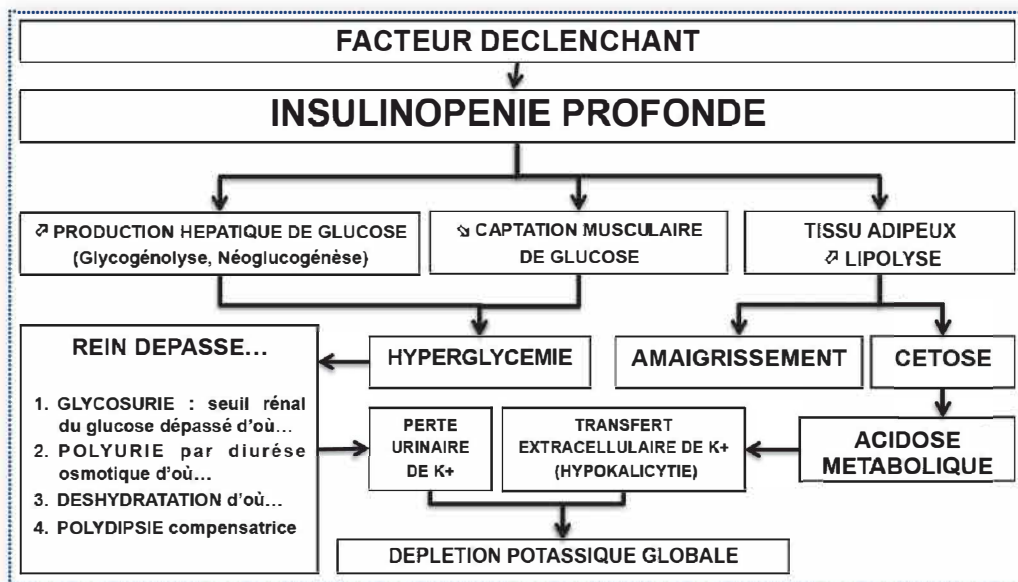 FACTEUR DECLENCHANT
INSULINOPENIE PROFONDE
↗ PRODUCTION HEPATIQUE DE GLUCOSE
(Glycogénolyse, Néoglucogénèse)
↘ CAPTATION MUSCULAIRE
DE GLUCOSE
TISSU ADIPEUX
↗ LIPOLYSE
REIN DEPASSE...
1. GLYCOSURIE : seuil rénal
du glucose dépassé d'où...
2. POLYURIE par diurése
osmotique d'où...
3. DESHYDRATATION d'où...
4. POLYDIPSIE compensatrice
HYPERGLYCEMIE
AMAIGRISSEMENT
CETOSE
PERTE
URINAIRE
DE K+
TRANSFERT
EXTRACELLULAIRE DE K+
(HYPOKALICYTIE)
ACIDOSE
METABOLIQUE
DEPLETION POTASSIQUE GLOBALE